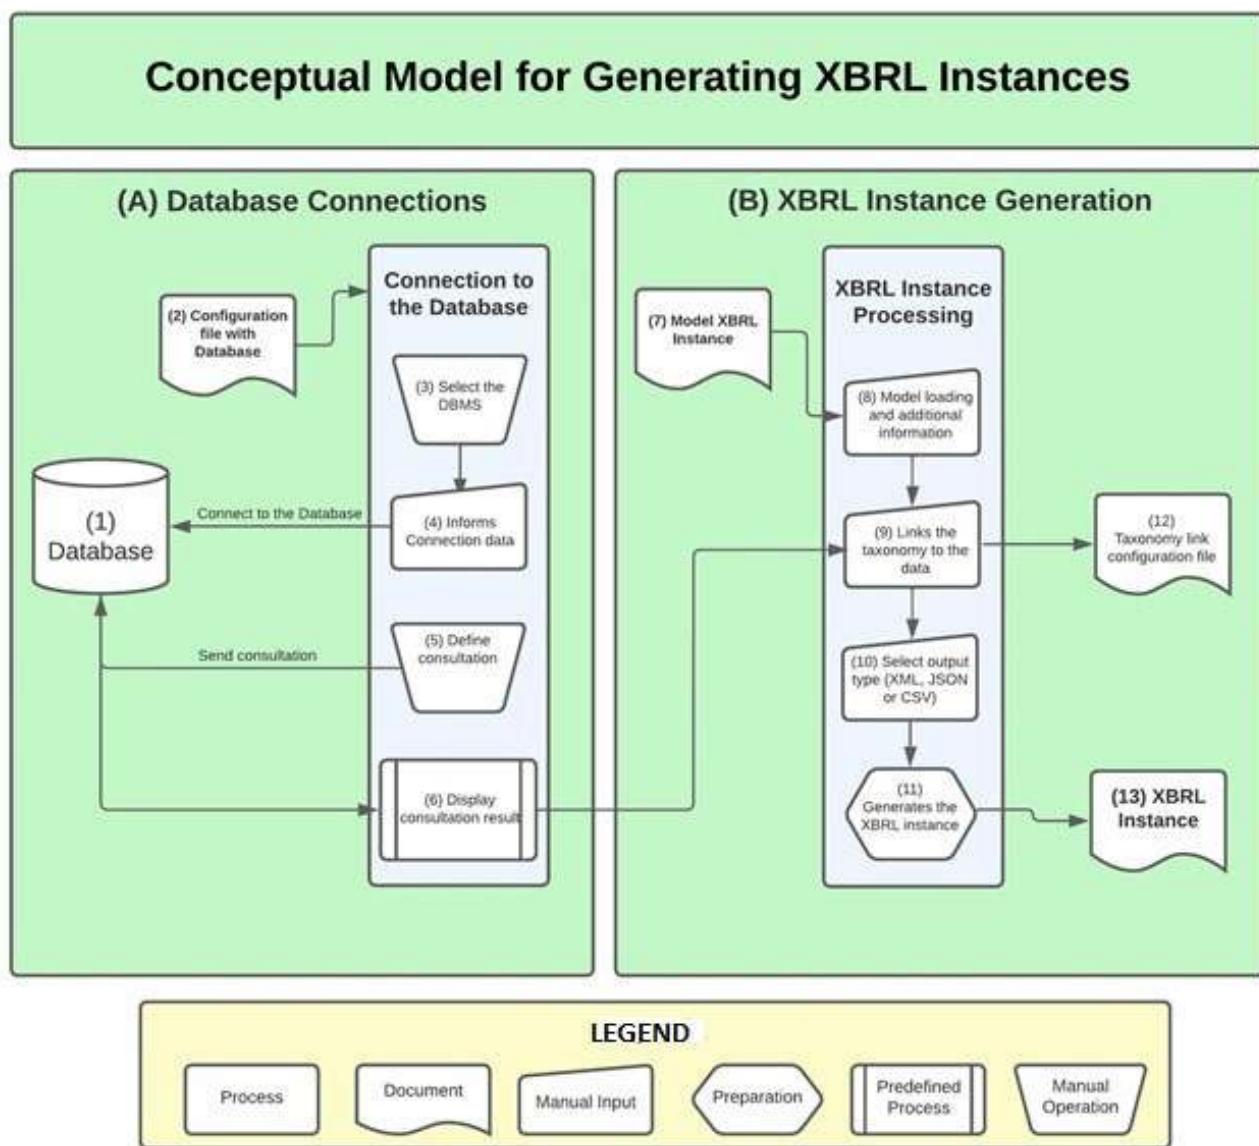 Conceptual Model for Generating XBRL Instances
(A) Database Connections
Connection to
the Database
(2) Configuration
file with
Database
(3) Select the
DBMS
(1)
Database
Connect to the Database
(4) Informs
Connection data
Send consultation
(5) Define
consultation
(6) Display
consultation result
(B) XBRL Instance Generation
XBRL Instance
Processing
(7) Model XBRL
Instance
(8) Model loading
and additional
information
(9) Links the
taxonomy to the
data
(12)
Taxonomy link
configuration file
(10) Select output
type (XML, JSON
or CSV)
(11)
Generates the
XBRL instance
(13) XBRL
Instance
LEGEND
Process
Document
Manual Input
Preparation
Predefined
Process
Manual
Operation